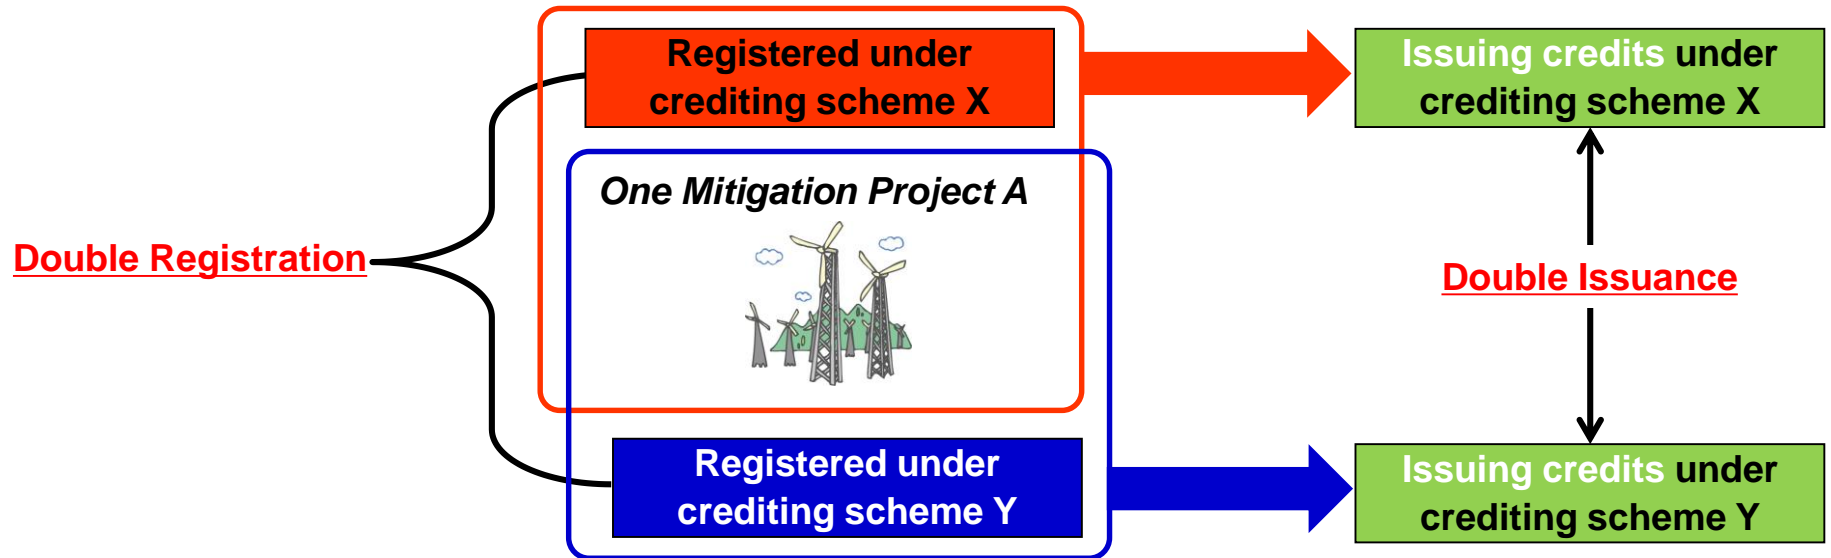 Registered under
crediting scheme X
Issuing credits under
crediting scheme X
One Mitigation Project A
Double Registration
Double Issuance
Registered under
crediting scheme Y
Issuing credits under
crediting scheme Y